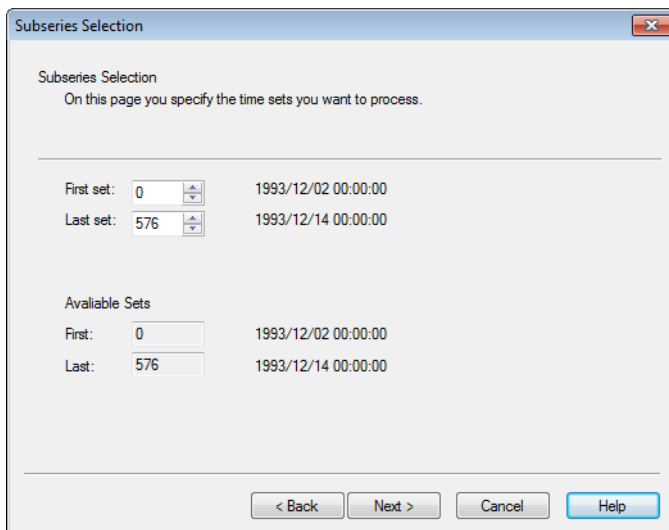 Subseries Selection
Subseries Selection
On this page you specify the time sets you want to process.
First set: 0 1993/12/02 00:00:00
Last set: 576 1993/12/14 00:00:00
Avaliable Sets
First: 0 1993/12/02 00:00:00
Last: 576 1993/12/14 00:00:00
< Back Next > Cancel Help